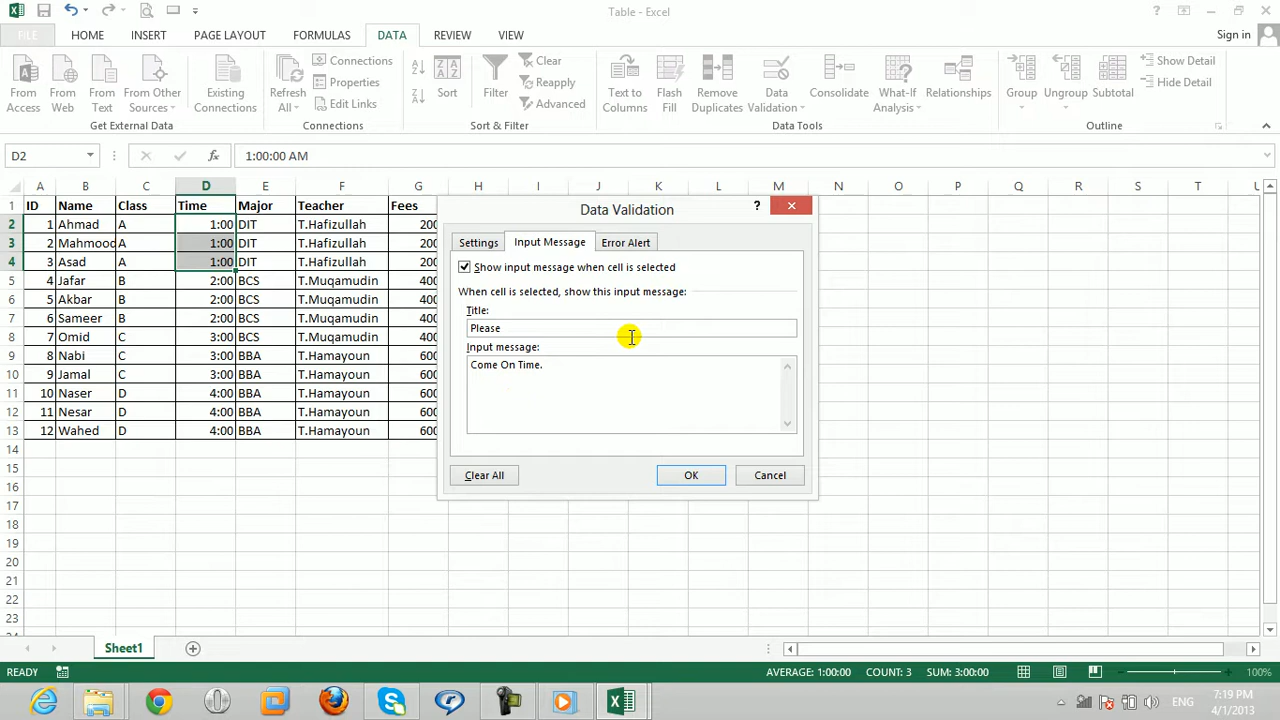 Table - Excel
FILE HOME INSERT PAGE LAYOUT FORMULAS DATA REVIEW VIEW Sign in
From Access
From Web
From Text
From Other Sources
Existing Connections
Get External Data
Refresh All
Connections
Properties
Edit Links
Connections
Sort
Filter
Clear
Reapply
Advanced
Sort & Filter
Text to Columns
Flash Fill
Remove Duplicates
Data Validation
Consolidate
What-If Analysis
Relationships
Data Tools
Group
Ungroup
Subtotal
Show Detail
Hide Detail
Outline
D2 fx 1:00:00 AM
A B C D E F G H I J K L M N O P Q R S T U
1 ID Name Class Time Major Teacher Fees
2 1 Ahmad A 1:00 DIT T.Hafizullah 200
3 2 Mahmood A 1:00 DIT T.Hafizullah 200
4 3 Asad A 1:00 DIT T.Hafizullah 200
5 4 Jafar B 2:00 BCS T.Muqamudin 400
6 5 Akbar B 2:00 BCS T.Muqamudin 400
7 6 Sameer B 2:00 BCS T.Muqamudin 400
8 7 Omid C 3:00 BCS T.Muqamudin 400
9 8 Nabi C 3:00 BBA T.Hamayoun 600
10 9 Jamal C 3:00 BBA T.Hamayoun 600
11 10 Naser D 4:00 BBA T.Hamayoun 600
12 11 Nesar D 4:00 BBA T.Hamayoun 600
13 12 Wahed D 4:00 BBA T.Hamayoun 600
14
15
16
17
18
19
20
21
22
23
Data Validation ?
Settings Input Message Error Alert
Show input message when cell is selected
When cell is selected, show this input message:
Title:
Please
Input message:
Come On Time.
Clear All OK Cancel
Sheet1
READY AVERAGE: 1:00:00 COUNT: 3 SUM: 3:00:00 100%
ENG 7:19 PM
4/1/2013